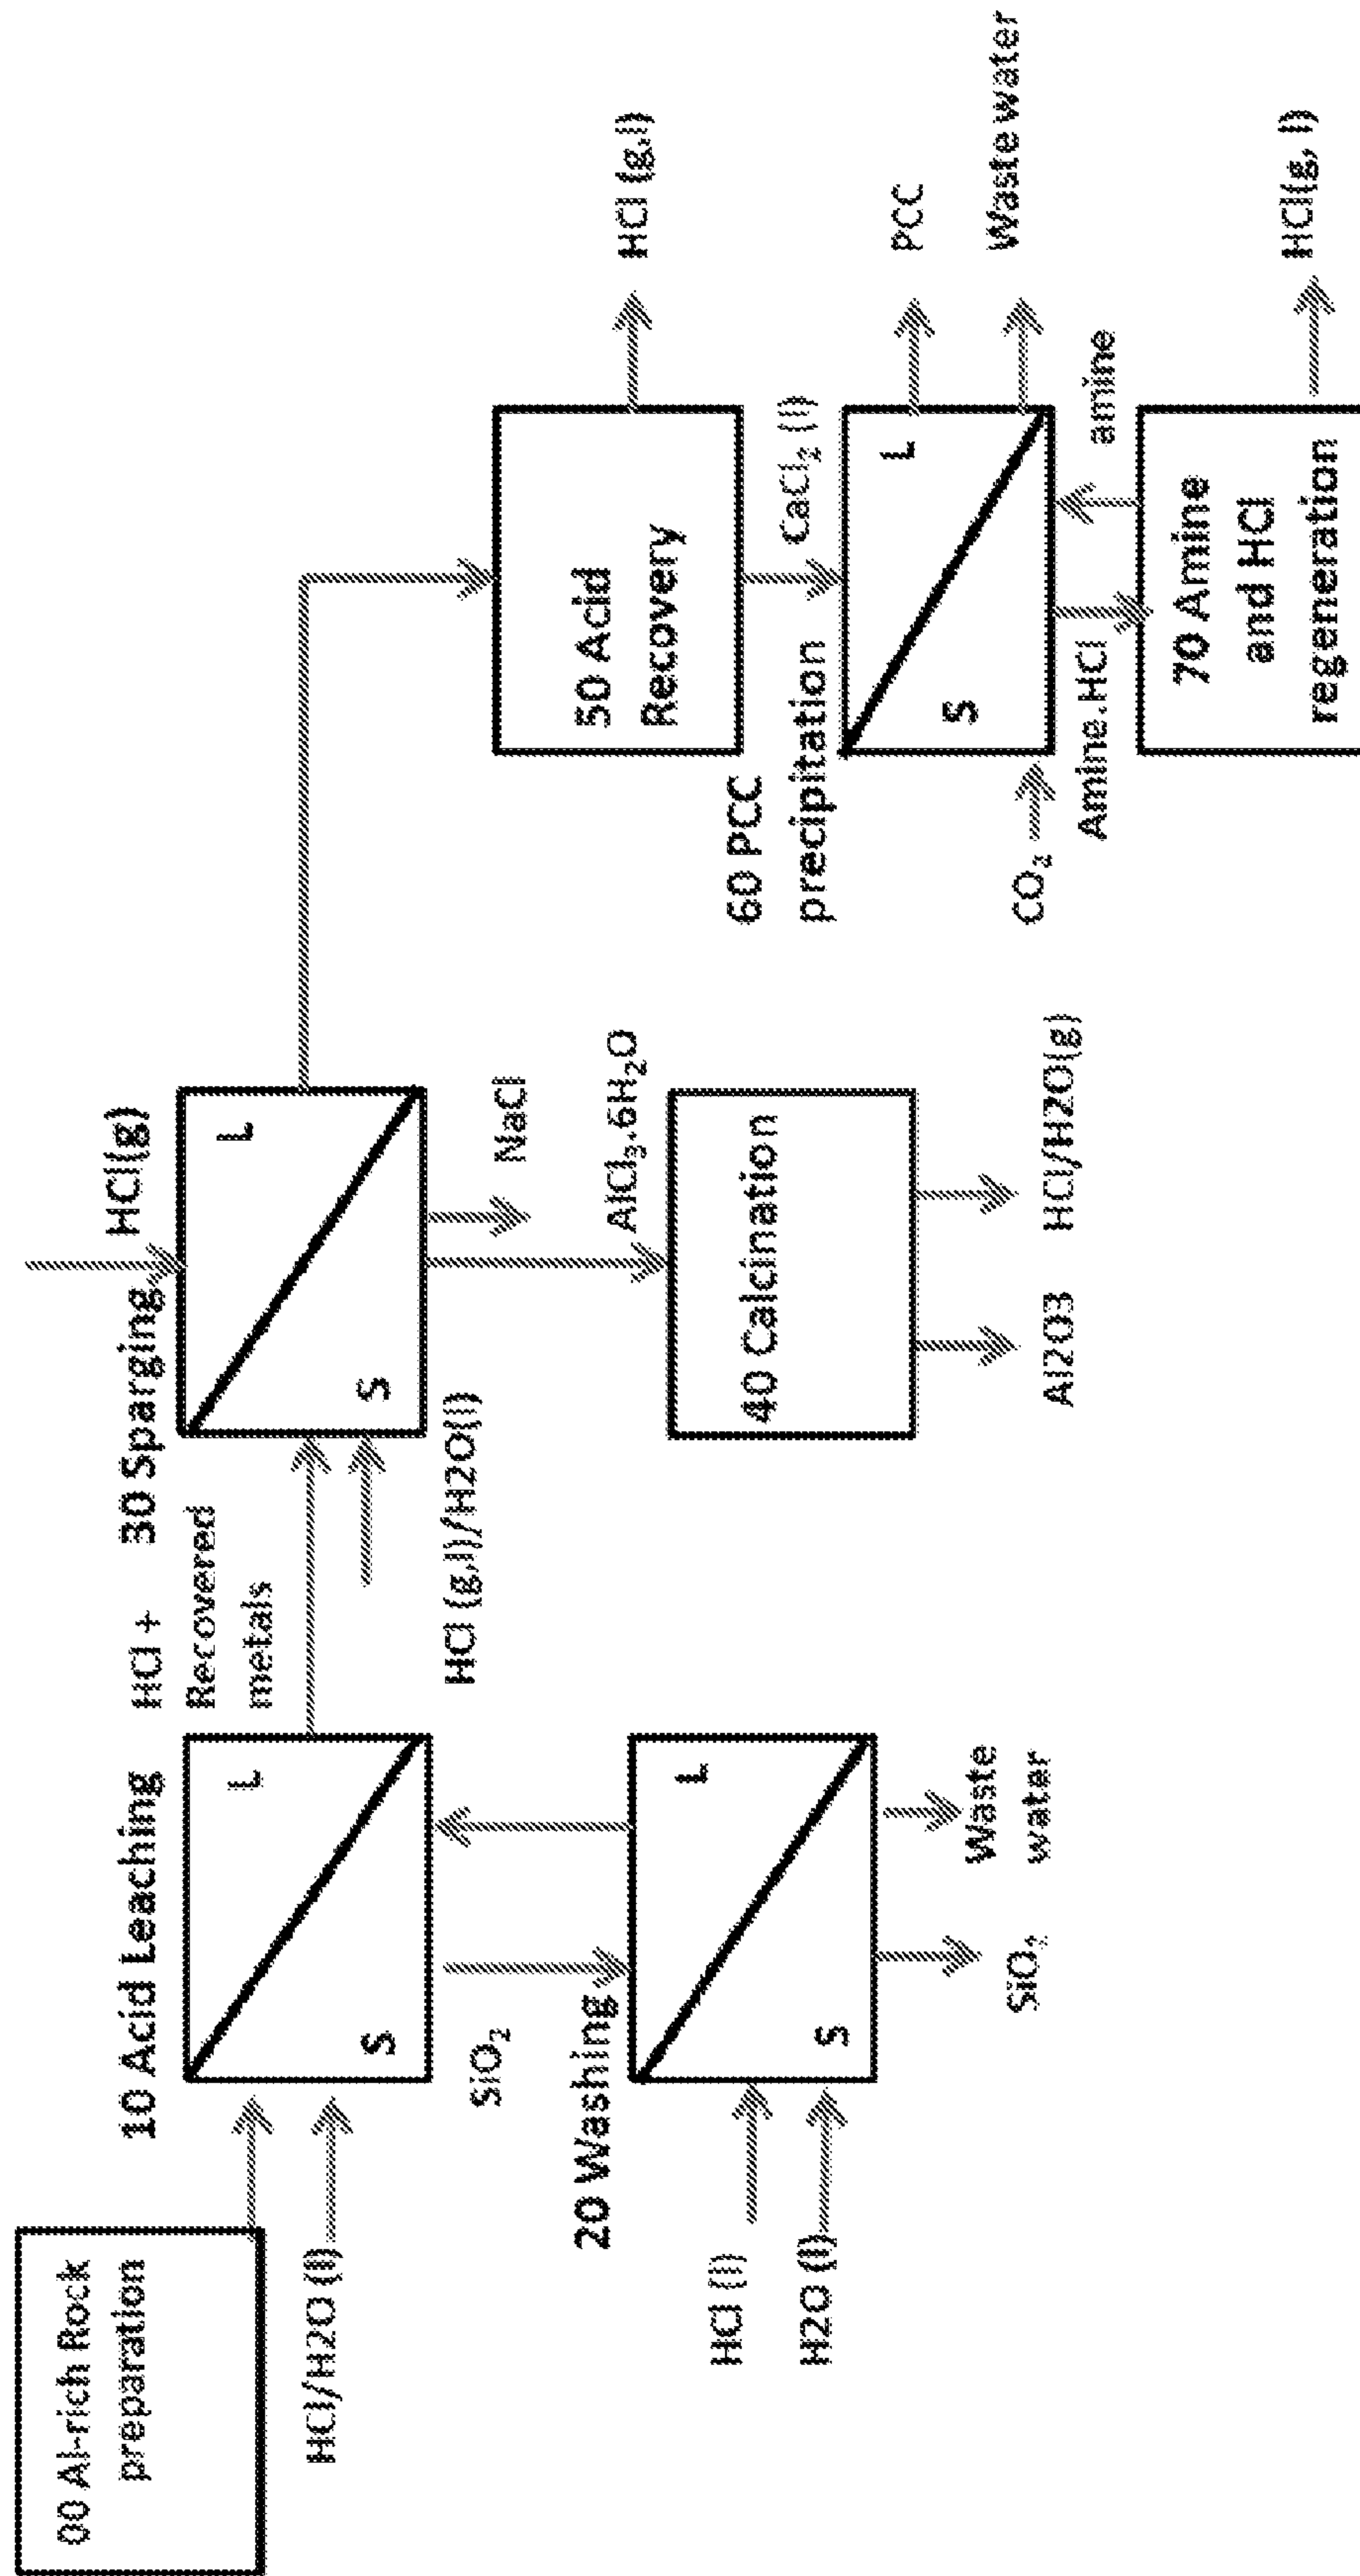 00 Al-rich Rock
preparation
HCl/H2O (l)
10 Acid Leaching
L
S
HCl +
Recovered
metals
SiO₂
20 Washing
L
S
HCl (l)
H2O (l)
SiO₂
Waste
water
30 Sparging
HCl(g)
L
S
HCl (g,l)/H2O(l)
NaCl
AlCl₃.6H₂O
40 Calcination
Al2O3
HCl/H2O(g)
50 Acid
Recovery
HCl (g,l)
CaCl₂ (l)
60 PCC
precipitation
L
S
PCC
Waste water
CO₂
Amine.HCl
amine
70 Amine
and HCl
regeneration
HCl(g, l)